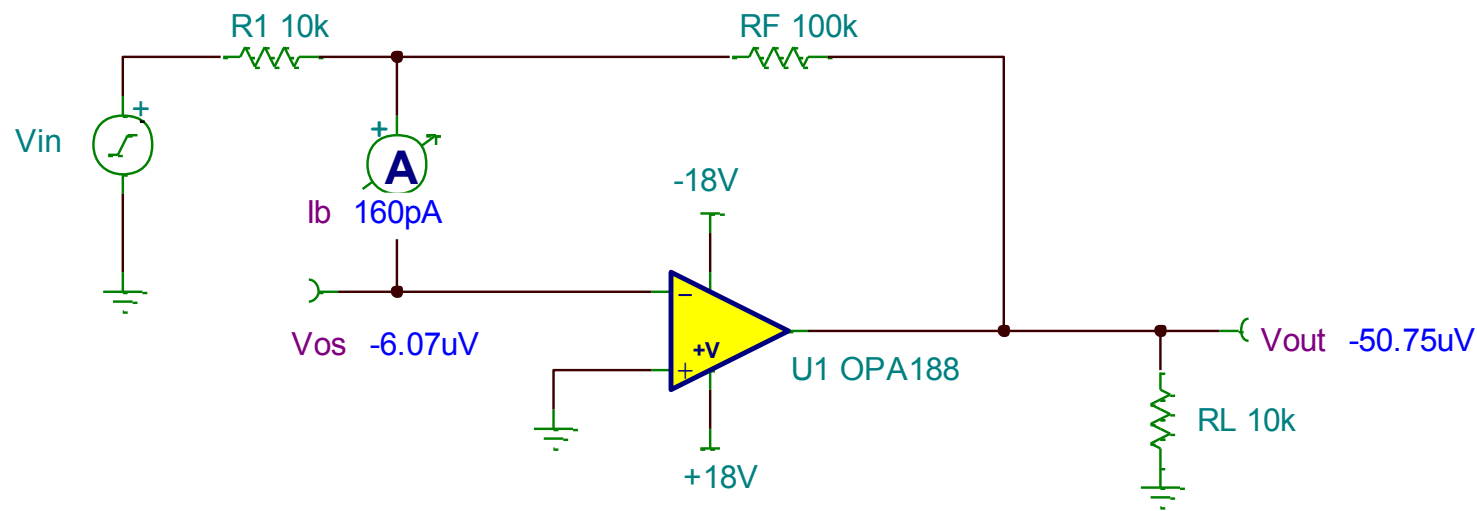 R1 10k
RF 100k
+
Vin
+
A
Ib 160pA
-18V
Vos -6.07uV
−
+V
+
U1 OPA188
Vout -50.75uV
RL 10k
+18V